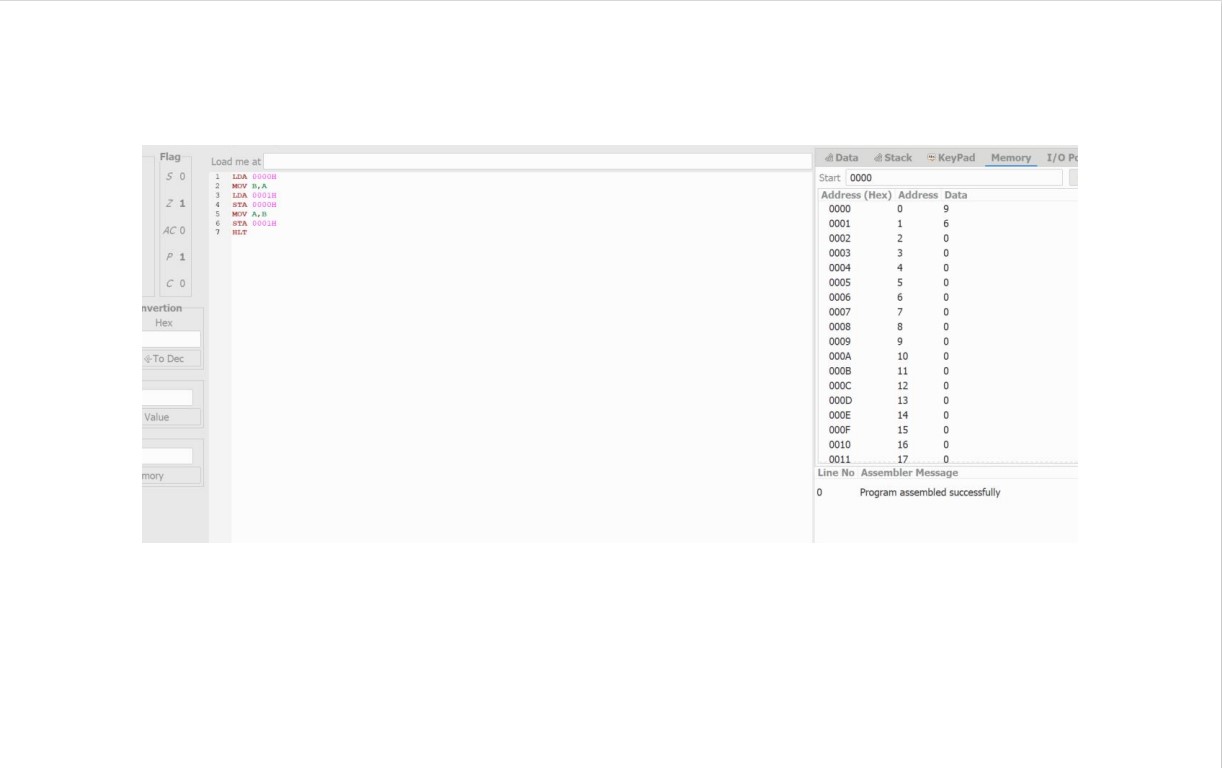 Flag
S 0
Z 1
AC 0
P 1
C 0
nvertion
Hex
To Dec
Value
mory
Load me at
1 LDA 0000H
2 MOV B,A
3 LDA 0001H
4 STA 0000H
5 MOV A,B
6 STA 0001H
7 HLT
Data Stack KeyPad Memory I/O Po
Start 0000
Address (Hex) Address Data
0000 0 9
0001 1 6
0002 2 0
0003 3 0
0004 4 0
0005 5 0
0006 6 0
0007 7 0
0008 8 0
0009 9 0
000A 10 0
000B 11 0
000C 12 0
000D 13 0
000E 14 0
000F 15 0
0010 16 0
0011 17 0
Line No Assembler Message
0 Program assembled successfully